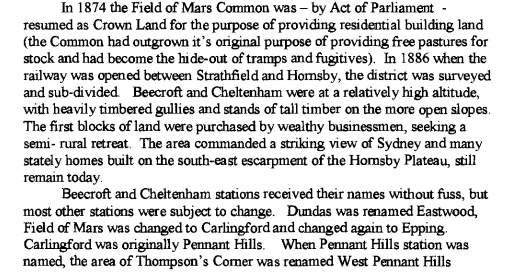 In 1874 the Field of Mars Common was – by Act of Parliament -
resumed as Crown Land for the purpose of providing residential building land
(the Common had outgrown it's original purpose of providing free pastures for
stock and had become the hide-out of tramps and fugitives). In 1886 when the
railway was opened between Strathfield and Hornsby, the district was surveyed
and sub-divided. Beecroft and Cheltenham were at a relatively high altitude,
with heavily timbered gullies and stands of tall timber on the more open slopes.
The first blocks of land were purchased by wealthy businessmen, seeking a
semi- rural retreat. The area commanded a striking view of Sydney and many
stately homes built on the south-east escarpment of the Hornsby Plateau, still
remain today.
Beecroft and Cheltenham stations received their names without fuss, but
most other stations were subject to change. Dundas was renamed Eastwood,
Field of Mars was changed to Carlingford and changed again to Epping.
Carlingford was originally Pennant Hills. When Pennant Hills station was
named, the area of Thompson's Corner was renamed West Pennant Hills